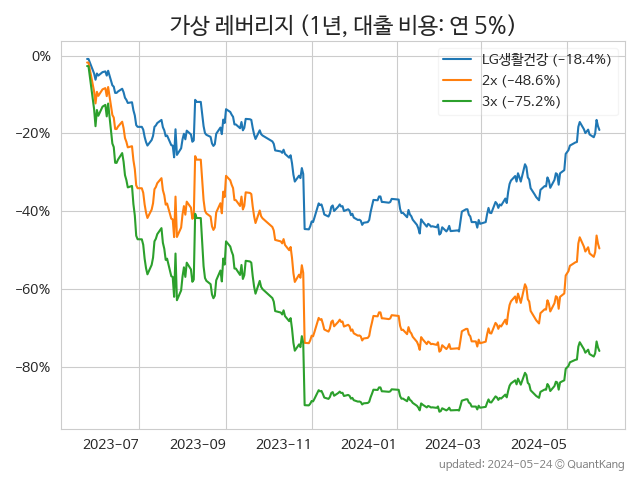 가상 레버리지 (1년, 대출 비용: 연 5%)
LG생활건강 (−18.4%)
2x (−48.6%)
3x (−75.2%)
0%
−20%
−40%
−60%
−80%
2023−07 2023−09 2023−11 2024−01 2024−03 2024−05
updated: 2024−05−24 © QuantKang